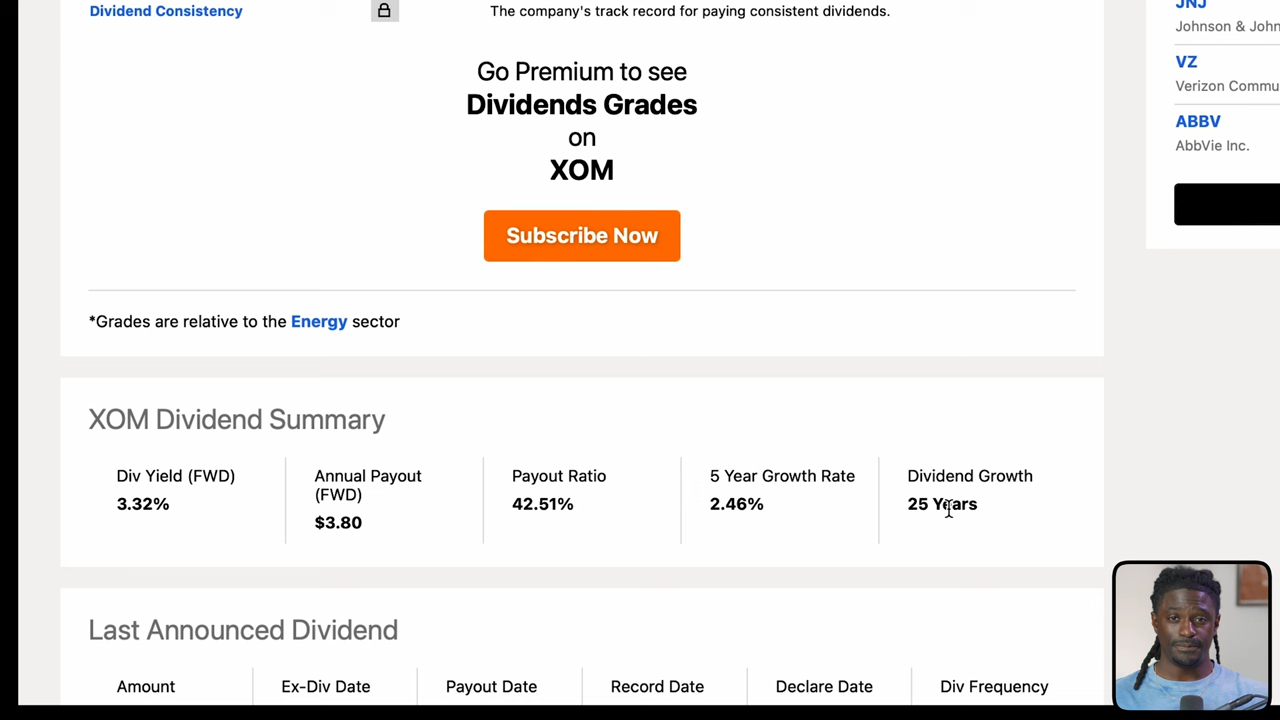 Dividend Consistency
The company's track record for paying consistent dividends.
Go Premium to see
Dividends Grades
on
XOM
Subscribe Now
*Grades are relative to the Energy sector
XOM Dividend Summary
Div Yield (FWD)
3.32%
Annual Payout
(FWD)
$3.80
Payout Ratio
42.51%
5 Year Growth Rate
2.46%
Dividend Growth
25 Years
Last Announced Dividend
Amount
Ex-Div Date
Payout Date
Record Date
Declare Date
Div Frequency
JNJ
Johnson & John
VZ
Verizon Commu
ABBV
AbbVie Inc.